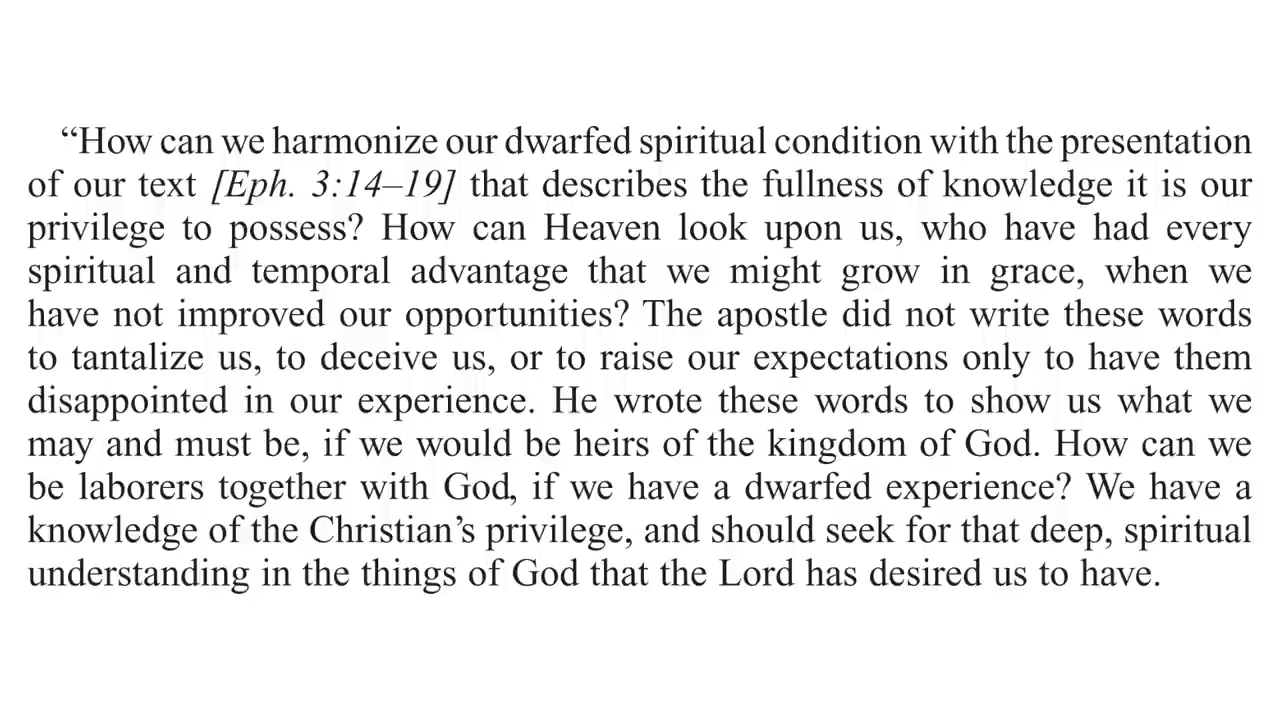 “How can we harmonize our dwarfed spiritual condition with the presentation
of our text [Eph. 3:14–19] that describes the fullness of knowledge it is our
privilege to possess? How can Heaven look upon us, who have had every
spiritual and temporal advantage that we might grow in grace, when we
have not improved our opportunities? The apostle did not write these words
to tantalize us, to deceive us, or to raise our expectations only to have them
disappointed in our experience. He wrote these words to show us what we
may and must be, if we would be heirs of the kingdom of God. How can we
be laborers together with God, if we have a dwarfed experience? We have a
knowledge of the Christian’s privilege, and should seek for that deep, spiritual
understanding in the things of God that the Lord has desired us to have.